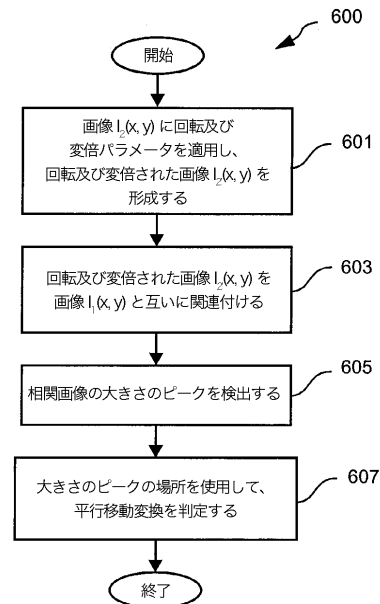 600
開始
画像 I₂(x, y) に回転及び
変倍パラメータを適用し、
回転及び変倍された画像 I₂(x, y) を
形成する
601
回転及び変倍された画像 I₂(x, y) を
画像 I₁(x, y) と互いに関連付ける
603
相関画像の大きさのピークを検出する
605
大きさのピークの場所を使用して、
平行移動変換を判定する
607
終了